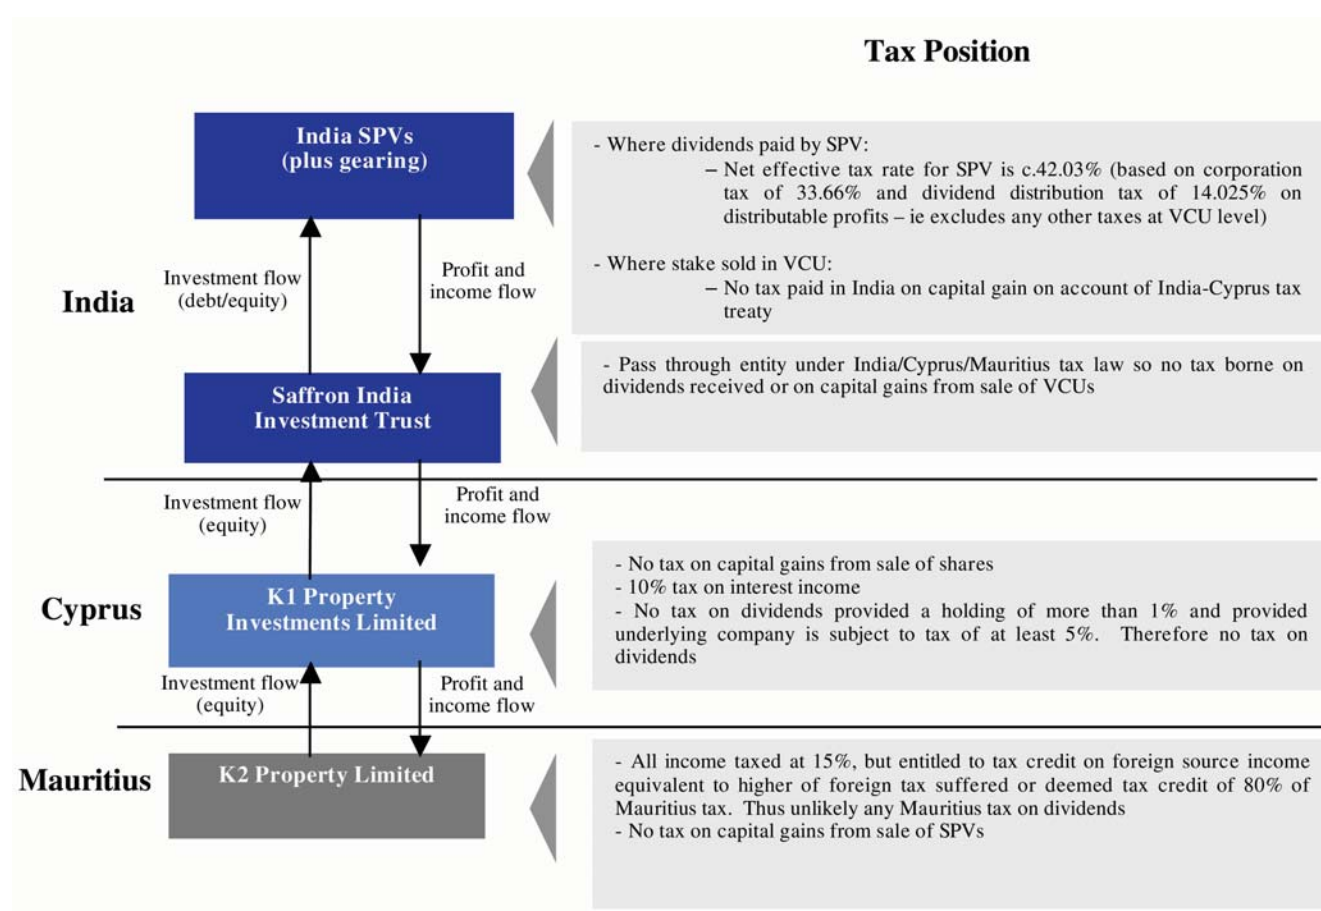 Tax Position
India SPVs
(plus gearing)
- Where dividends paid by SPV:
– Net effective tax rate for SPV is c.42.03% (based on corporation
tax of 33.66% and dividend distribution tax of 14.025% on
distributable profits – ie excludes any other taxes at VCU level)
- Where stake sold in VCU:
– No tax paid in India on capital gain on account of India-Cyprus tax
treaty
India
Investment flow
(debt/equity)
Profit and
income flow
Saffron India
Investment Trust
- Pass through entity under India/Cyprus/Mauritius tax law so no tax borne on
dividends received or on capital gains from sale of VCUs
Investment flow
(equity)
Profit and
income flow
Cyprus
K1 Property
Investments Limited
- No tax on capital gains from sale of shares
- 10% tax on interest income
- No tax on dividends provided a holding of more than 1% and provided
underlying company is subject to tax of at least 5%. Therefore no tax on
dividends
Investment flow
(equity)
Profit and
income flow
Mauritius
K2 Property Limited
- All income taxed at 15%, but entitled to tax credit on foreign source income
equivalent to higher of foreign tax suffered or deemed tax credit of 80% of
Mauritius tax. Thus unlikely any Mauritius tax on dividends
- No tax on capital gains from sale of SPVs